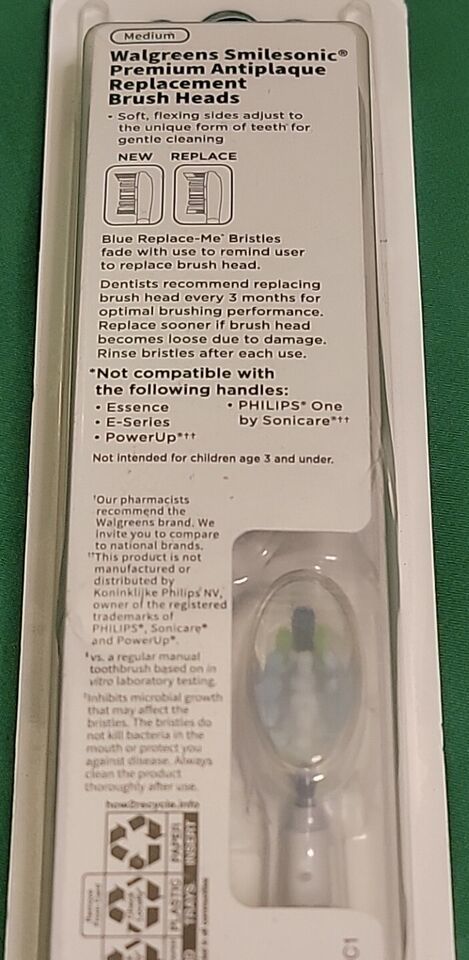 Medium
Walgreens Smilesonic®
Premium Antiplaque
Replacement
Brush Heads
• Soft, flexing sides adjust to
the unique form of teeth for
gentle cleaning
NEW REPLACE
Blue Replace-Me° Bristles
fade with use to remind user
to replace brush head.
Dentists recommend replacing
brush head every 3 months for
optimal brushing performance.
Replace sooner if brush head
becomes loose due to damage.
Rinse bristles after each use.
*Not compatible with
the following handles:
• Essence
• E-Series
• PowerUp®††
• PHILIPS® One
by Sonicare®††
Not intended for children age 3 and under.
†Our pharmacists
recommend the
Walgreens brand. We
invite you to compare
to national brands.
††This product is not
manufactured or
distributed by
Koninklijke Philips NV,
owner of the registered
trademarks of
PHILIPS®, Sonicare®
and PowerUp®.
‡vs. a regular manual
toothbrush based on in
vitro laboratory testing.
Inhibits microbial growth
that may affect the
bristles. The bristles do
not kill bacteria in the
mouth or protect you
against disease. Always
clean the product
thoroughly after use.
how2recycle.info
PAPER
INSERT
PLASTIC
TRAYS
C1